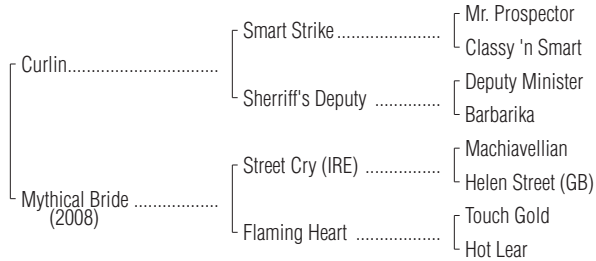 Mr. Prospector
Smart Strike ...................
Classy 'n Smart
Curlin................................
Deputy Minister
Sherriff's Deputy ..............
Barbarika
Machiavellian
Street Cry (IRE) ................
Helen Street (GB)
Mythical Bride ..................
(2008)
Touch Gold
Flaming Heart ..................
Hot Lear